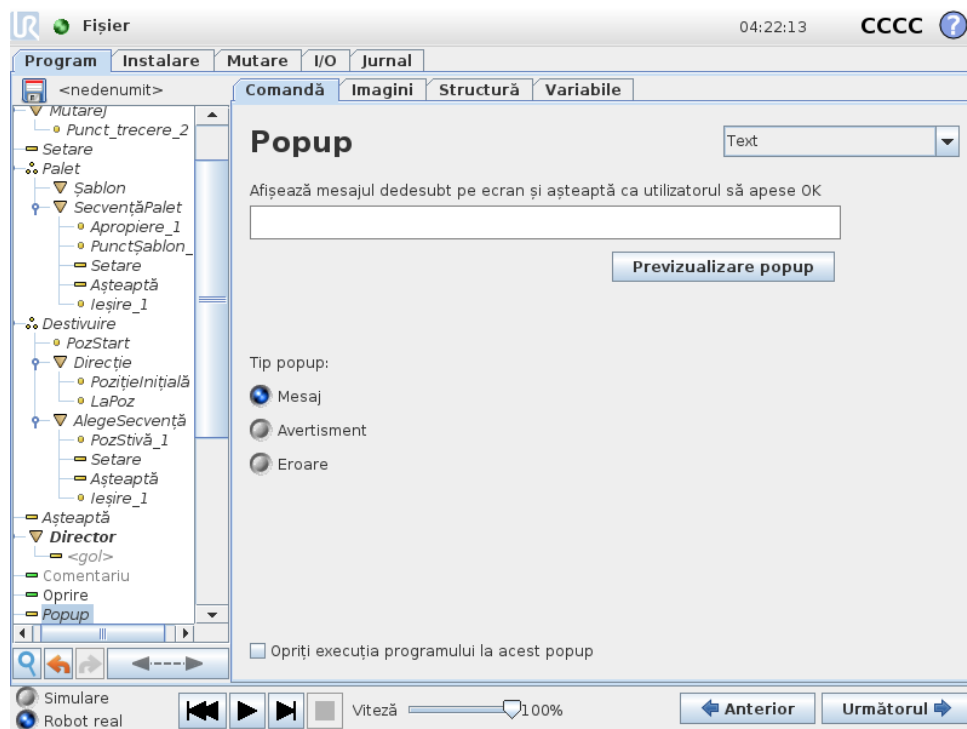 UR Fișier 04:22:13 CCCC ?
Program Instalare Mutare I/O Jurnal
<nedenumit>
Comandă Imagini Structură Variabile
MutareJ
Punct_trecere_2
Setare
Palet
Șablon
SecvențăPalet
Apropiere_1
PunctȘablon_
Setare
Așteaptă
Ieșire_1
Destivuire
PozStart
Direcție
PozițieInițială
LaPoz
AlegeSecvență
PozStivă_1
Setare
Așteaptă
Ieșire_1
Așteaptă
Director
<gol>
Comentariu
Oprire
Popup
Popup
Text
Afișează mesajul dedesubt pe ecran și așteaptă ca utilizatorul să apese OK
Previzualizare popup
Tip popup:
Mesaj
Avertisment
Eroare
Opriți execuția programului la acest popup
Simulare
Robot real
Viteză 100%
Anterior Următorul